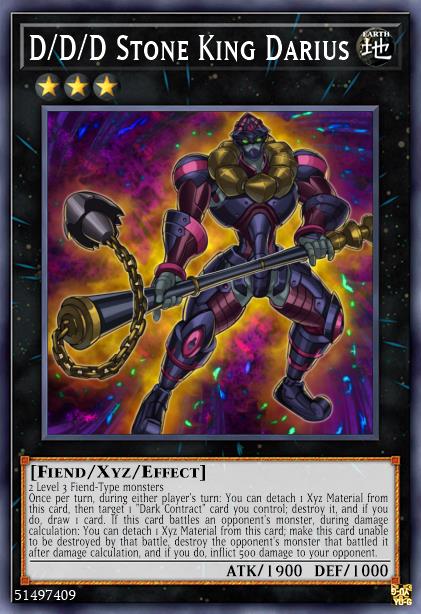 D/D/D Stone King Darius
EARTH
地
[Fiend/Xyz/Effect]
2 Level 3 Fiend-Type monsters
Once per turn, during either player's turn: You can detach 1 Xyz Material from
this card, then target 1 "Dark Contract" card you control; destroy it, and if you
do, draw 1 card. If this card battles an opponent's monster, during damage
calculation: You can detach 1 Xyz Material from this card; make this card unable
to be destroyed by that battle, destroy the opponent's monster that battled it
after damage calculation, and if you do, inflict 500 damage to your opponent.
ATK/1900 DEF/1000
51497409